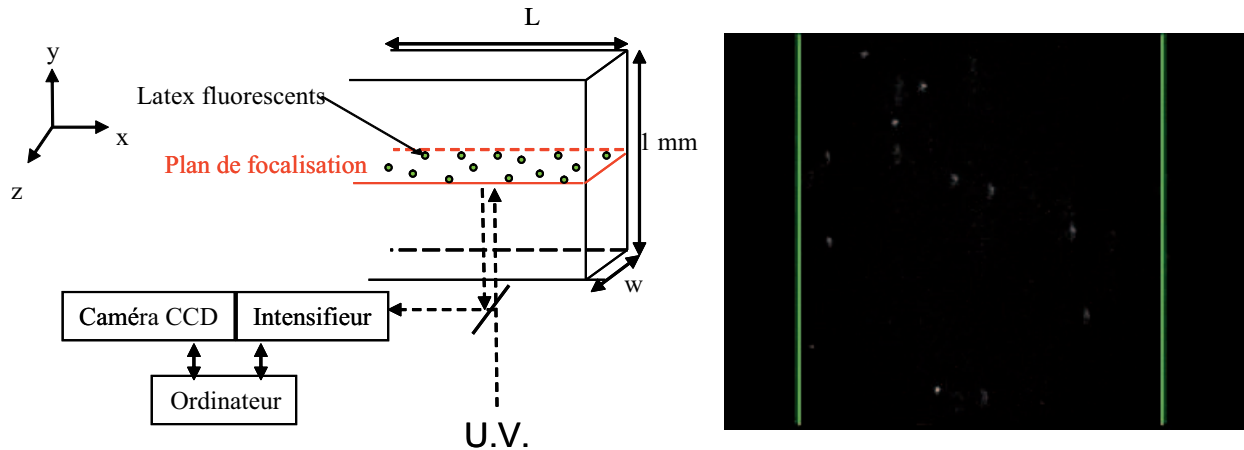 L
y
Latex fluorescents
x
1 mm
Plan de focalisation
z
w
Caméra CCD
Intensifieur
Ordinateur
U.V.